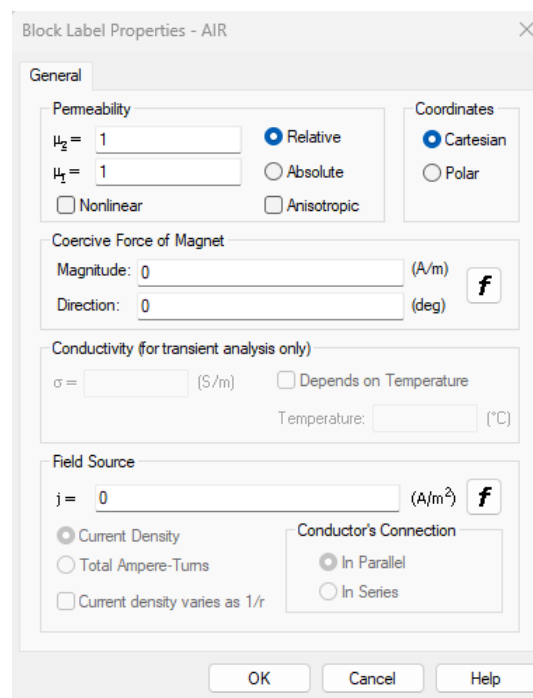 Block Label Properties - AIR
General
Permeability
μz = 1
Relative
μr = 1
Absolute
Nonlinear
Anisotropic
Coordinates
Cartesian
Polar
Coercive Force of Magnet
Magnitude: 0 (A/m)
f
Direction: 0 (deg)
Conductivity (for transient analysis only)
σ = (S/m)
Depends on Temperature
Temperature: (°C)
Field Source
j = 0 (A/m²)
f
Current Density
Total Ampere-Turns
Current density varies as 1/r
Conductor's Connection
In Parallel
In Series
OK Cancel Help